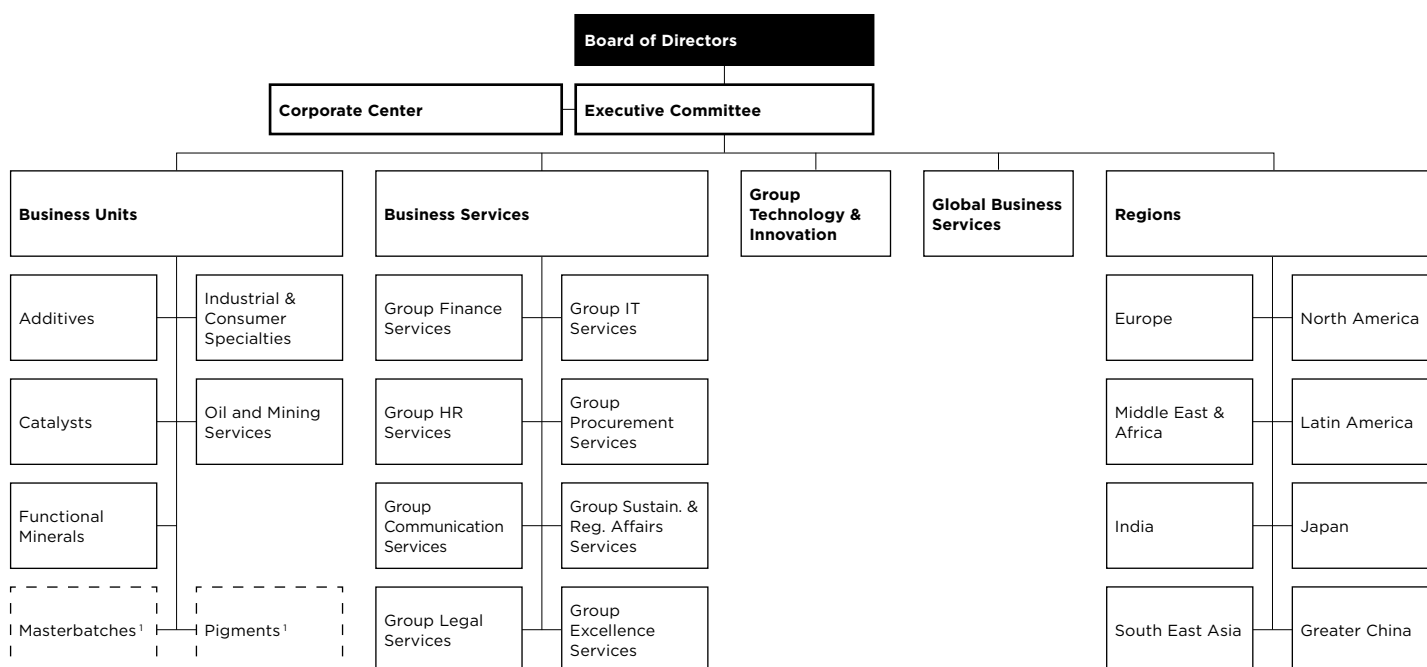 Board of Directors
Corporate Center
Executive Committee
Business Units
Business Services
Group
Technology &
Innovation
Global Business
Services
Regions
Additives
Industrial &
Consumer
Specialties
Group Finance
Services
Group IT
Services
Europe
North America
Catalysts
Oil and Mining
Services
Group HR
Services
Group
Procurement
Services
Middle East &
Africa
Latin America
Functional
Minerals
Group
Communication
Services
Group Sustain. &
Reg. Affairs
Services
India
Japan
Masterbatches¹
Pigments¹
Group Legal
Services
Group
Excellence
Services
South East Asia
Greater China